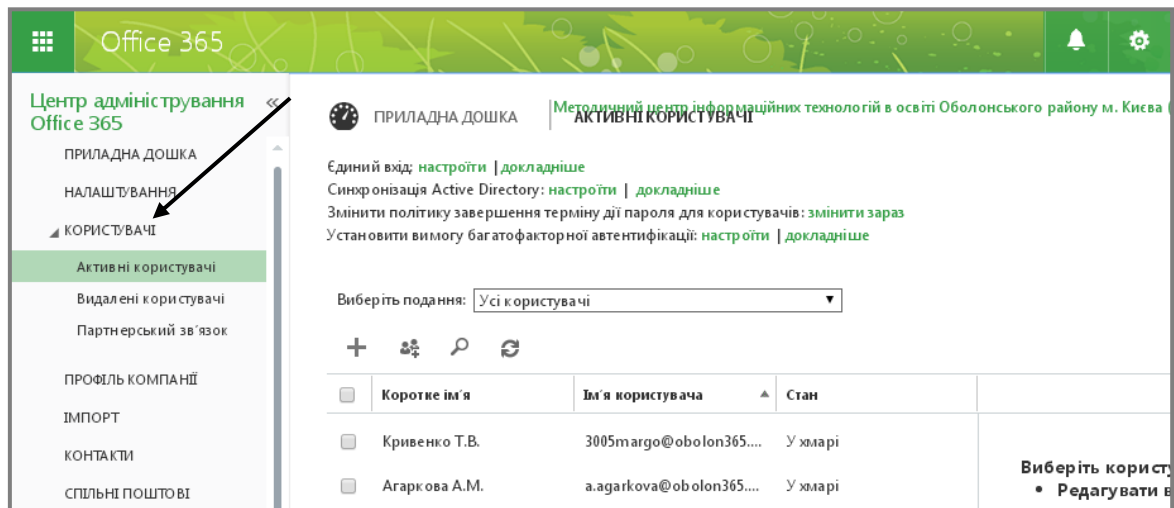 Office 365
Центр адміністрування «
Office 365
ПРИЛАДНА ДОШКА
НАЛАШТУВАННЯ
КОРИСТУВАЧІ
Активні користувачі
Видалені користувачі
Партнерський зв'язок
ПРОФІЛЬ КОМПАНІЇ
ІМПОРТ
КОНТАКТИ
СПІЛЬНІ ПОШТОВІ
ПРИЛАДНА ДОШКА
Методичний центр інформаційних технологій в освіті Оболонського району м. Києва (
АКТИВНІ КОРИСТУВАЧІ
Єдиний вхід: настроїти | докладніше
Синхронізація Active Directory: настроїти | докладніше
Змінити політику завершення терміну дії пароля для користувачів: змінити зараз
Установити вимогу багатофакторної автентифікації: настроїти | докладніше
Виберіть подання: Усі користувачі
Коротке ім'я Ім'я користувача Стан
Кривенко Т.В. 3005margo@obolon365.... У хмарі
Агаркова А.М. a.agarkova@obolon365.... У хмарі
Виберіть користу
• Редагувати в